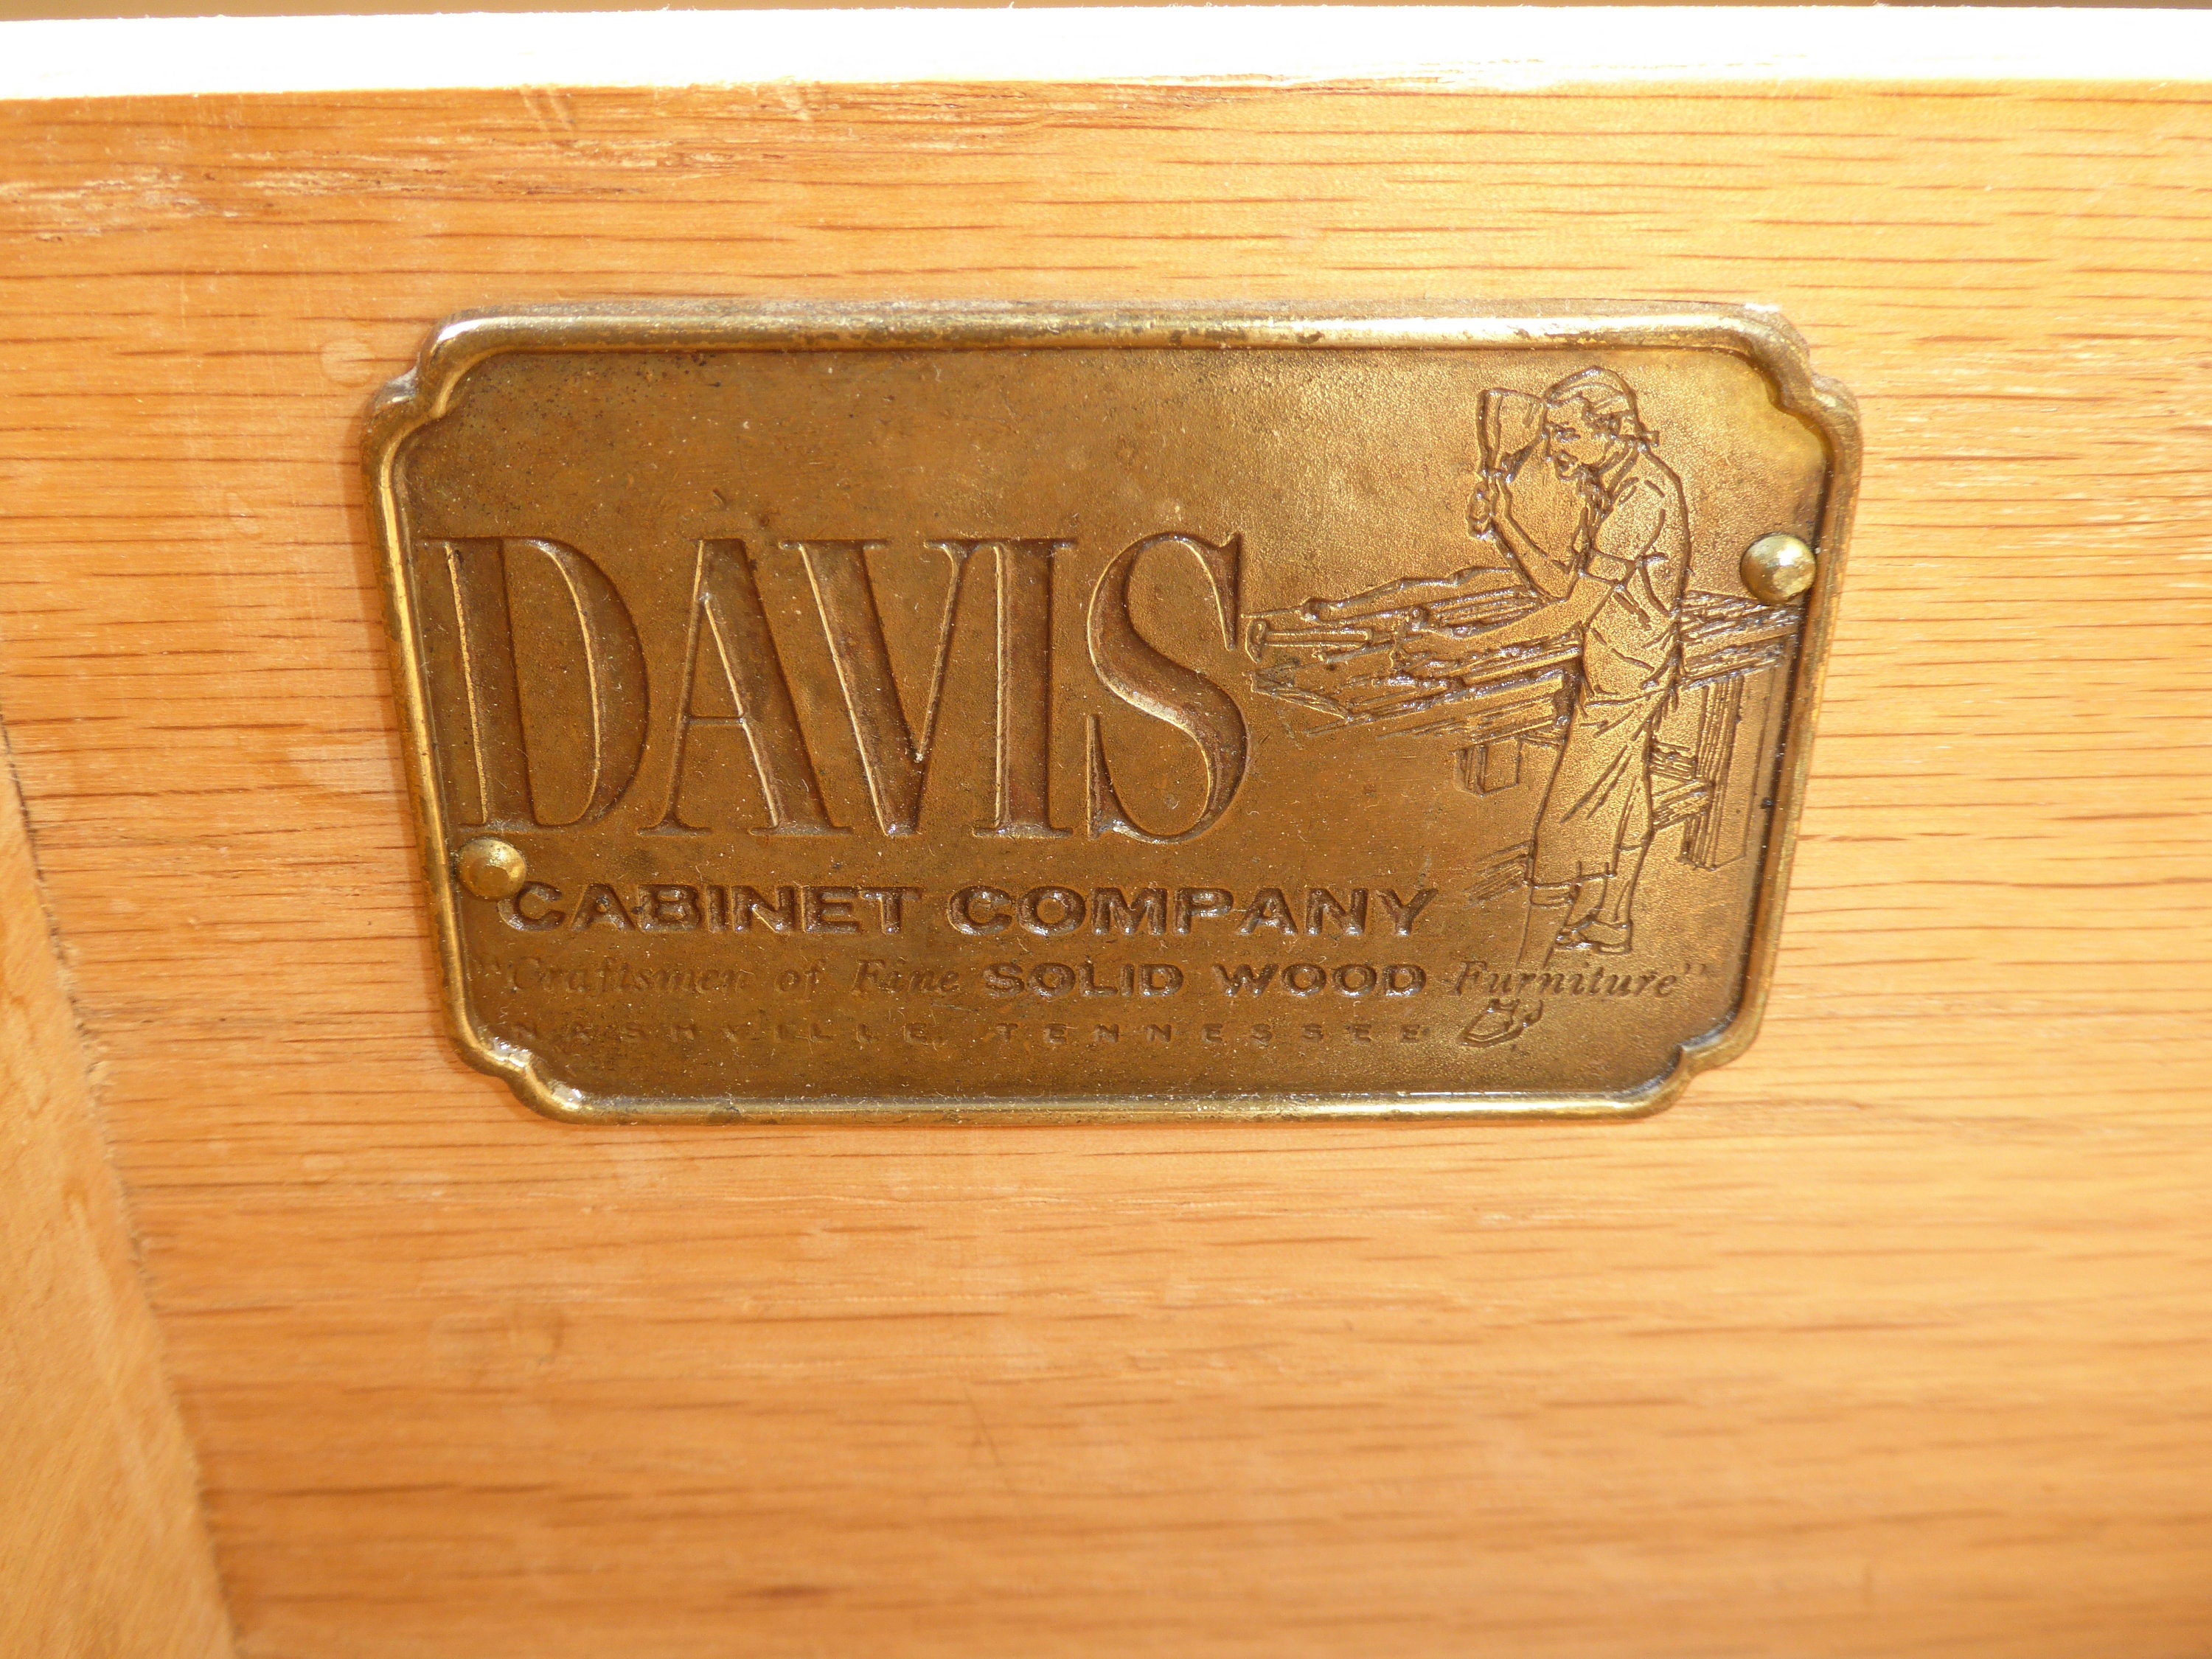 DAVIS
CABINET COMPANY
"Craftsmen of Fine SOLID WOOD Furniture"
NASHVILLE, TENNESSEE